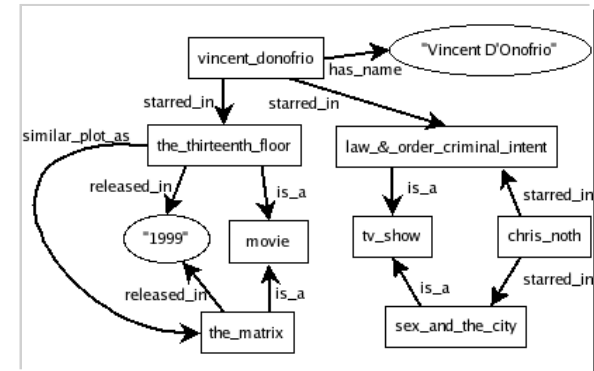 vincent_donofrio
"Vincent D'Onofrio"
has_name
starred_in
starred_in
similar_plot_as
the_thirteenth_floor
law_&_order_criminal_intent
released_in
is_a
is_a
starred_in
"1999"
movie
tv_show
chris_noth
released_in
is_a
is_a
starred_in
the_matrix
sex_and_the_city